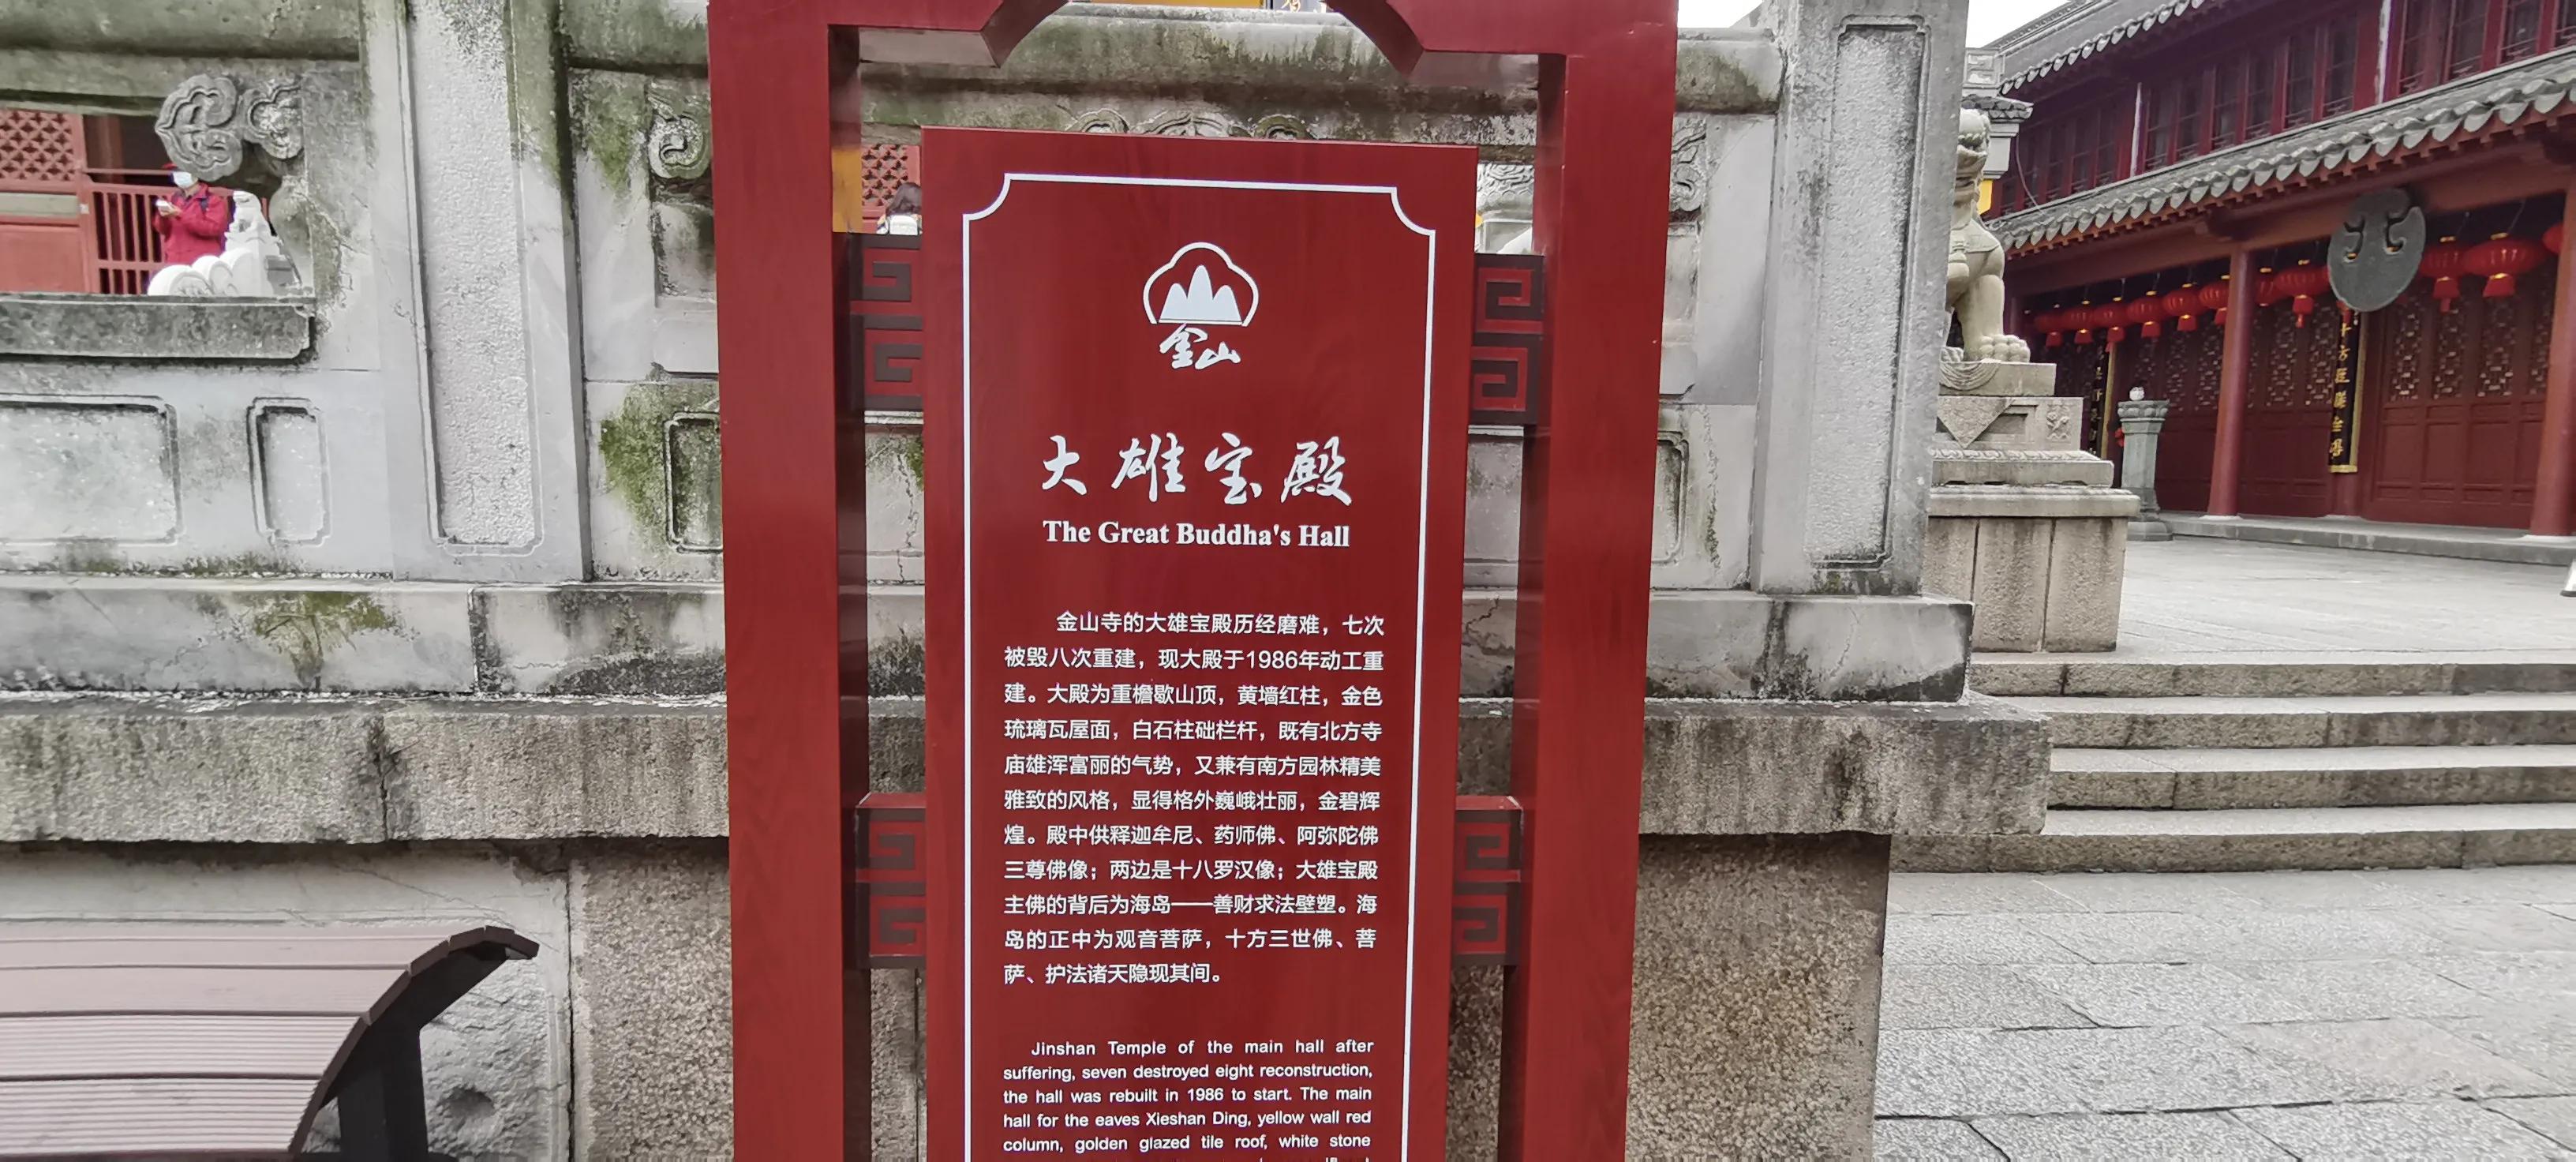 金山
大雄宝殿
The Great Buddha's Hall
金山寺的大雄宝殿历经磨难，七次
被毁八次重建，现大殿于1986年动工重
建。大殿为重檐歇山顶，黄墙红柱，金色
琉璃瓦屋面，白石柱础栏杆，既有北方寺
庙雄浑富丽的气势，又兼有南方园林精美
雅致的风格，显得格外巍峨壮丽，金碧辉
煌。殿中供释迦牟尼、药师佛、阿弥陀佛
三尊佛像；两边是十八罗汉像；大雄宝殿
主佛的背后为海岛——善财求法壁塑。海
岛的正中为观音菩萨，十方三世佛、菩
萨、护法诸天隐现其间。
Jinshan Temple of the main hall after
suffering, seven destroyed eight reconstruction,
the hall was rebuilt in 1986 to start. The main
hall for the eaves Xieshan Ding, yellow wall red
column, golden glazed tile roof, white stone